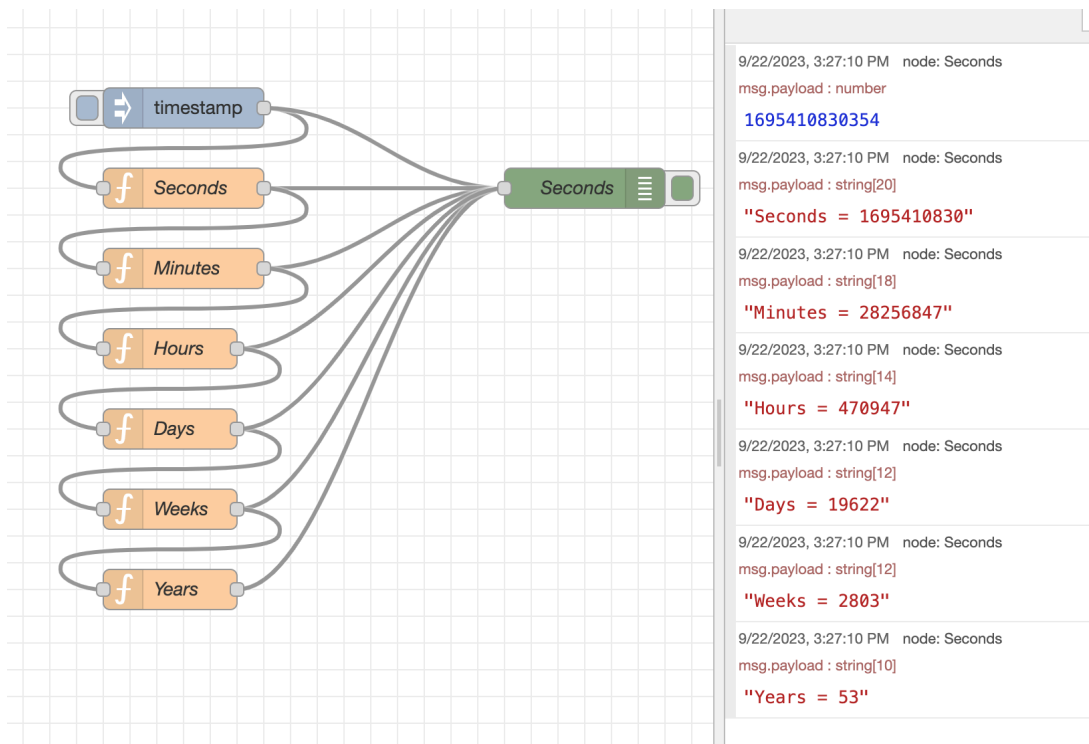 timestamp
Seconds
Minutes
Hours
Days
Weeks
Years
Seconds
9/22/2023, 3:27:10 PM node: Seconds
msg.payload : number
1695410830354
9/22/2023, 3:27:10 PM node: Seconds
msg.payload : string[20]
"Seconds = 1695410830"
9/22/2023, 3:27:10 PM node: Seconds
msg.payload : string[18]
"Minutes = 28256847"
9/22/2023, 3:27:10 PM node: Seconds
msg.payload : string[14]
"Hours = 470947"
9/22/2023, 3:27:10 PM node: Seconds
msg.payload : string[12]
"Days = 19622"
9/22/2023, 3:27:10 PM node: Seconds
msg.payload : string[12]
"Weeks = 2803"
9/22/2023, 3:27:10 PM node: Seconds
msg.payload : string[10]
"Years = 53"